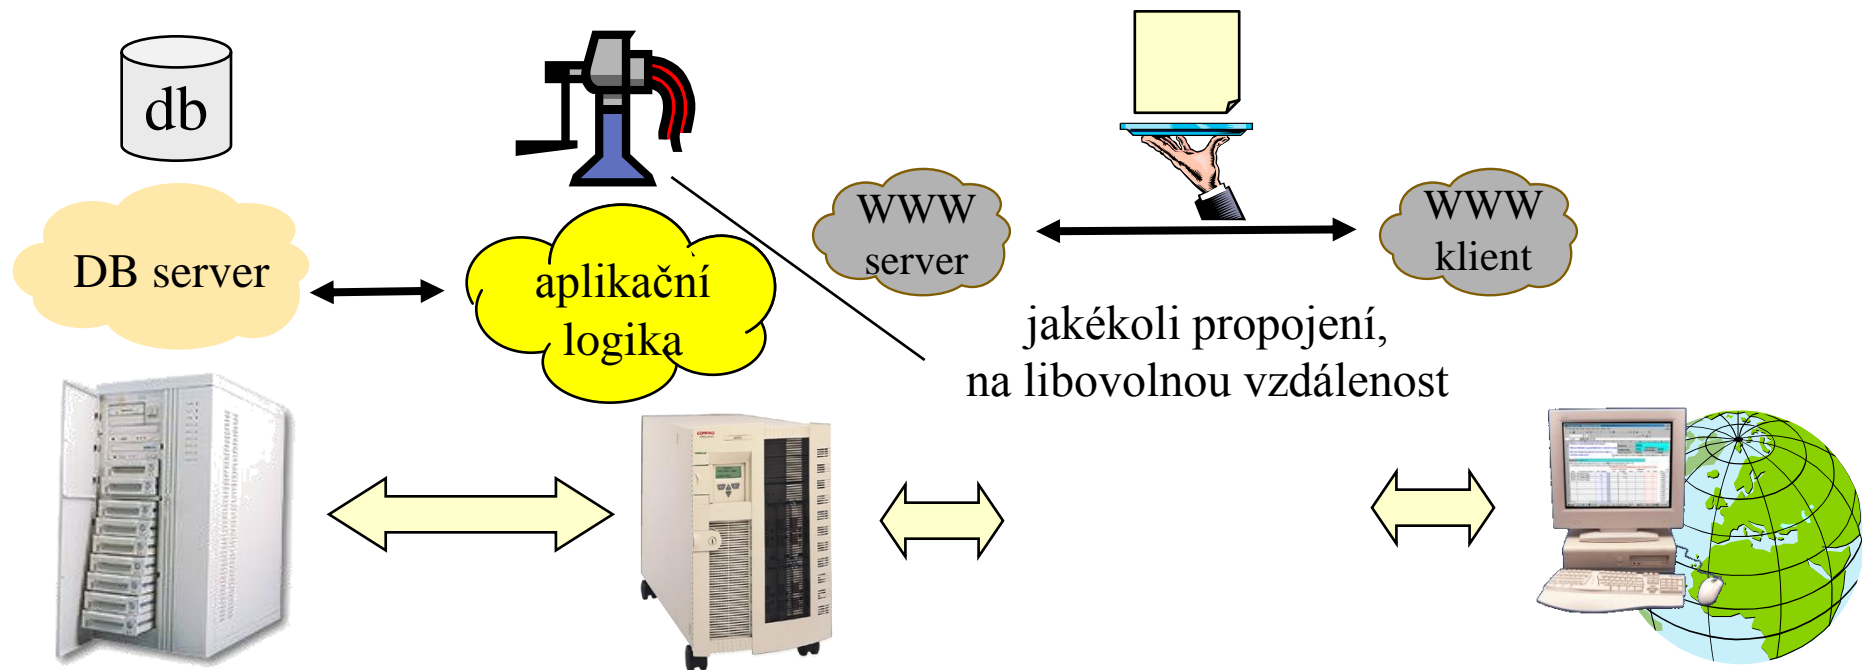 db
DB server
aplikační
logika
WWW
server
WWW
klient
jakékoli propojení,
na libovolnou vzdálenost